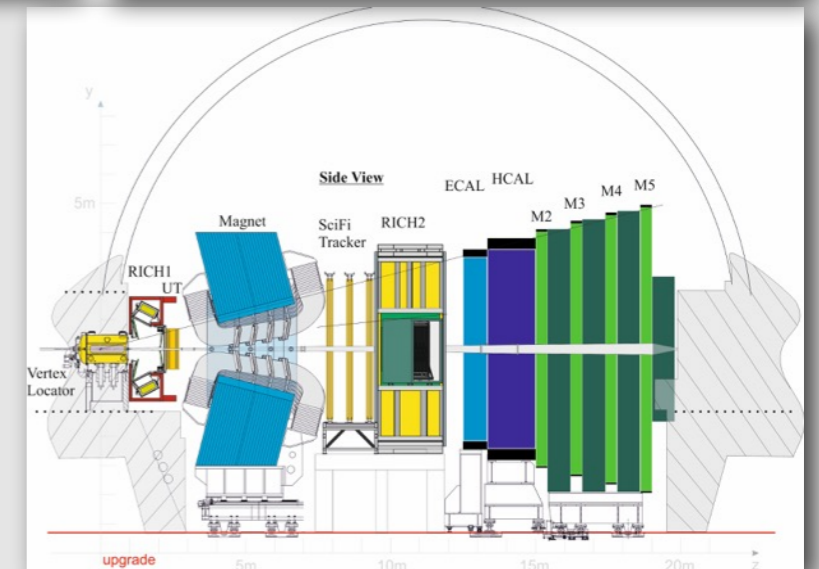 y
Side View
ECAL HCAL
M2 M3 M4 M5
5m
Magnet
SciFi
Tracker
RICH2
RICH1
UT
Vertex
Locator
upgrade
5m 10m 15m 20m z